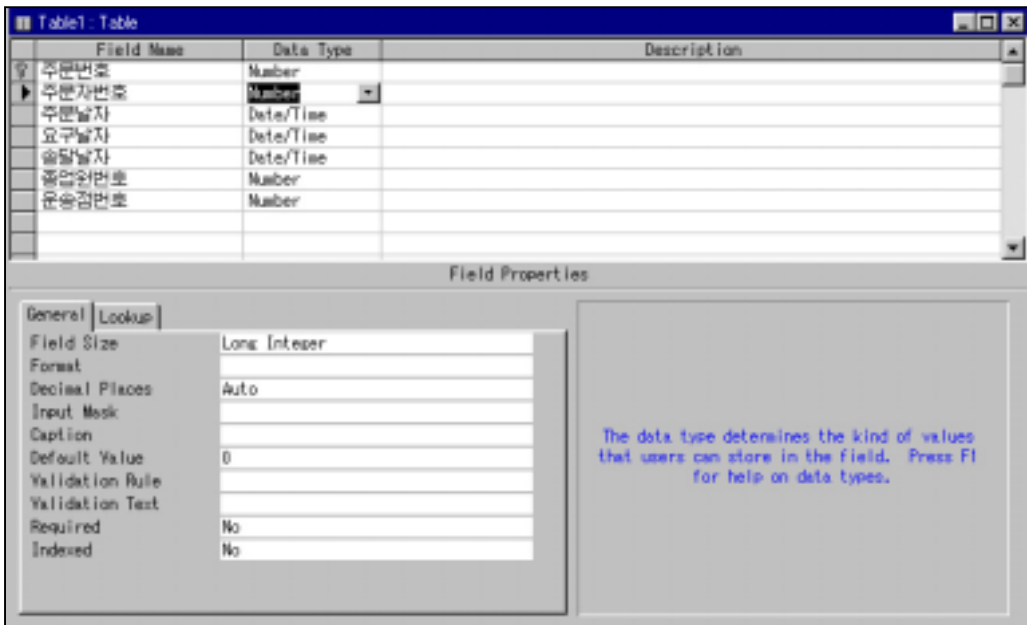 Table1 : Table
Field Name Data Type Description
주문번호 Number
주문자번호 Number
주문날자 Date/Time
요구날자 Date/Time
송달날자 Date/Time
종업원번호 Number
운송점번호 Number
Field Properties
General Lookup
Field Size Long Integer
Format
Decimal Places Auto
Input Mask
Caption
Default Value 0
Validation Rule
Validation Text
Required No
Indexed No
The data type determines the kind of values
that users can store in the field. Press F1
for help on data types.